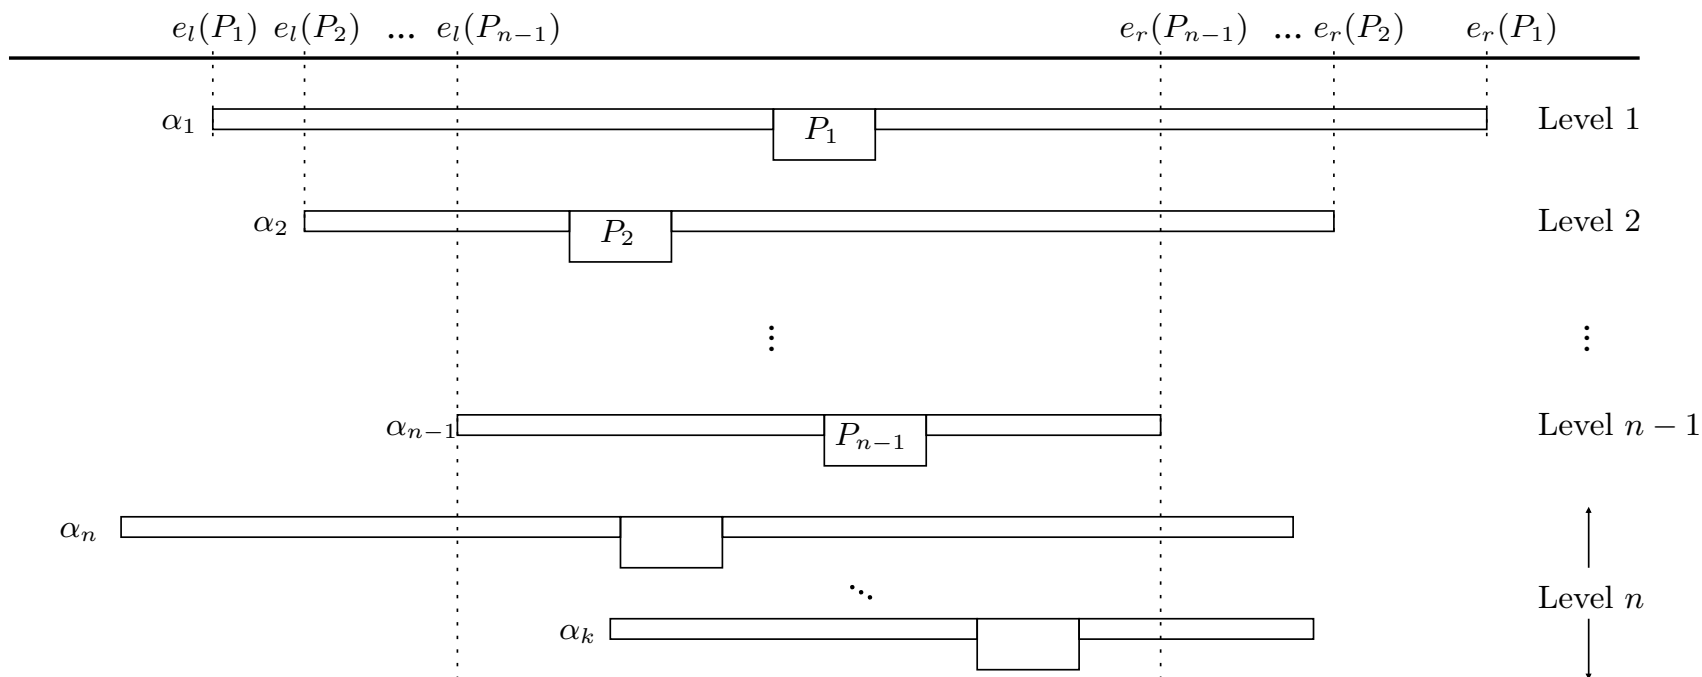 e_l(P_1) e_l(P_2) ... e_l(P_{n-1}) e_r(P_{n-1}) ... e_r(P_2) e_r(P_1)
α_1 P_1 Level 1
α_2 P_2 Level 2
⋮ ⋮
α_{n-1} P_{n-1} Level n − 1
α_n
⋱ Level n
α_k